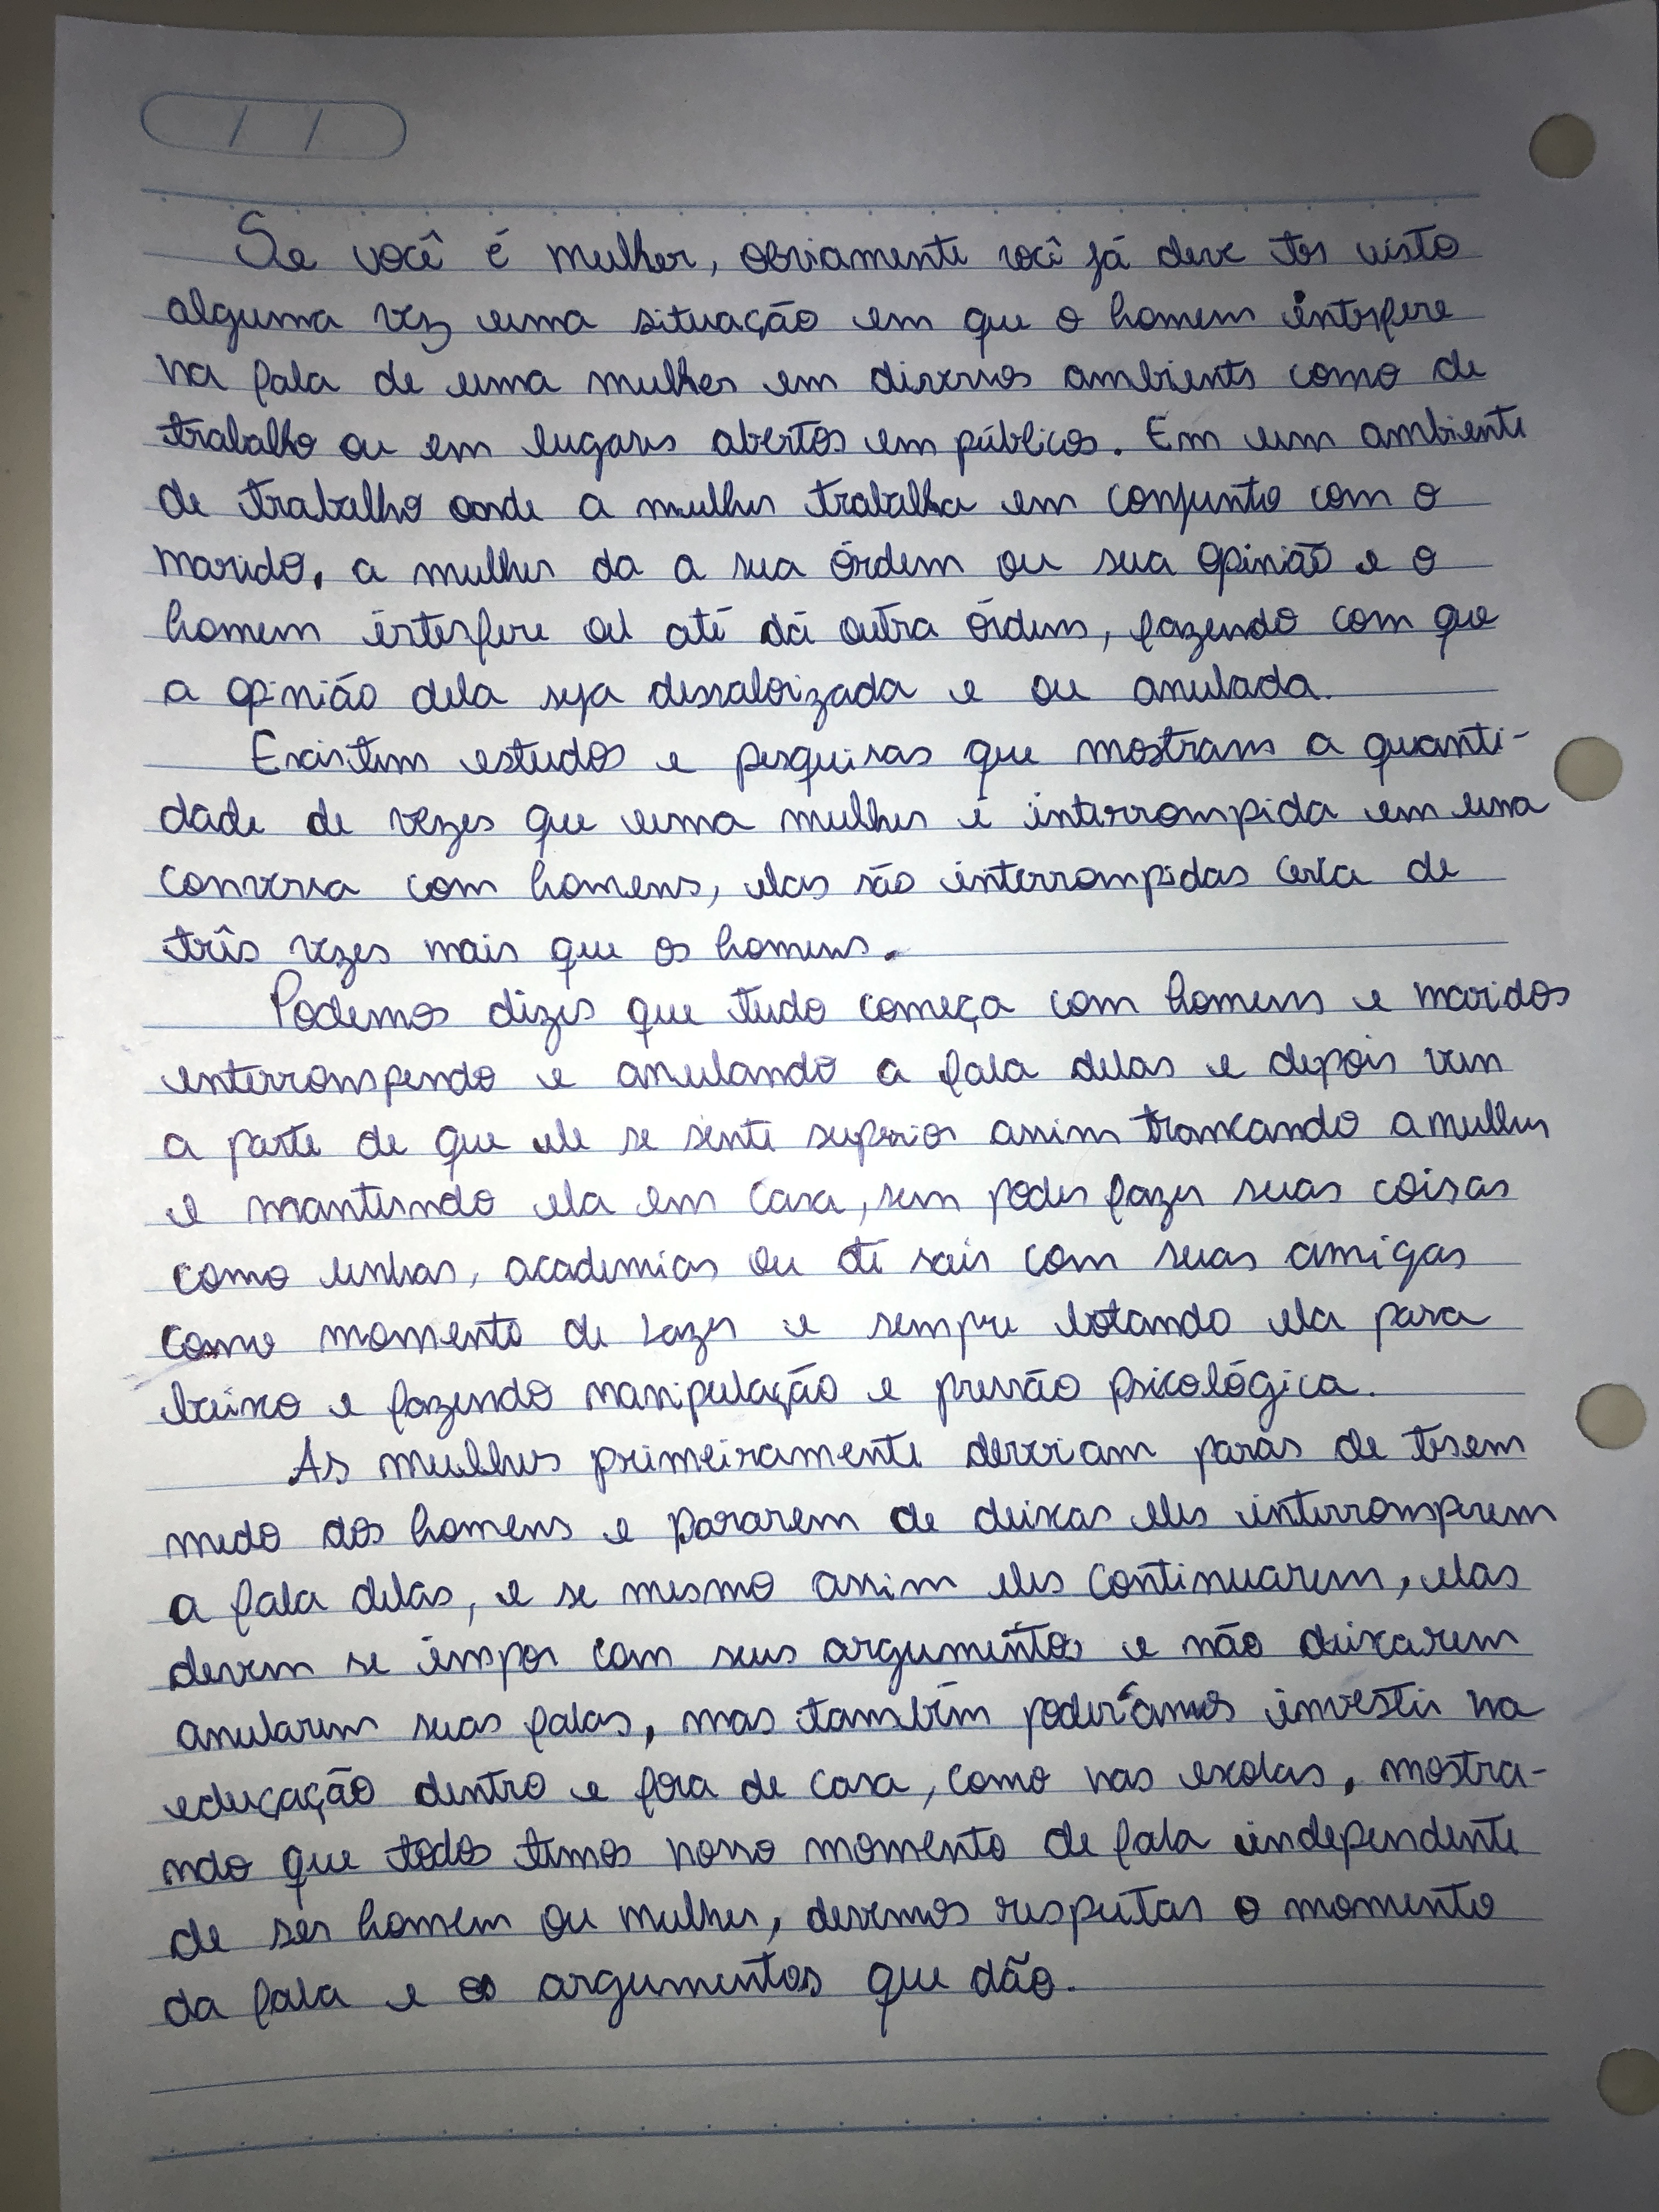 Se você é mulher, obviamente você já deve ter visto
alguma vez uma situação em que o homem interfere
na fala de uma mulher em diversos ambients como de
trabalho ou em lugares abertos em públicos. Em um ambiente
de trabalho onde a mulher trabalha em conjunto com o
marido, a mulher da a sua órdem ou sua opinião e o
homem interfere ou até dá outra órdem, fazendo com que
a opinião dela seja desvaloizada e ou anulada.
Existem estudos e pesquisas que mostram a quanti-
dade de vezes que uma mulher é interrompida em uma
conversa com homens, elas são interrompidas cerca de
três vezes mais que os homens.
Podemos dizer que tudo começa com homens e maridos
interrompendo e anulando a fala delas e depois vem
a parte de que ele se sente superior assim trancando a mulher
e mantendo ela em casa, sem poder fazer suas coisas
como unhas, academias ou até sair com suas amigas
como momento de lazer e sempre botando ela para
baixo e fazendo manipulação e pressão psicológica.
As mulheres primeiramente deveriam parar de terem
medo dos homens e pararem de deixar eles interromperem
a fala delas, e se mesmo assim eles continuarem, elas
devem se impor com seus argumentos e não deixarem
anularem suas falas, mas também poderíamos investir na
educação dentro e fora de casa, como nas escolas, mostra-
ndo que todos temos nosso momento de fala independente
de ser homem ou mulher, devemos respeitar o momento
da fala e os argumentos que dão.